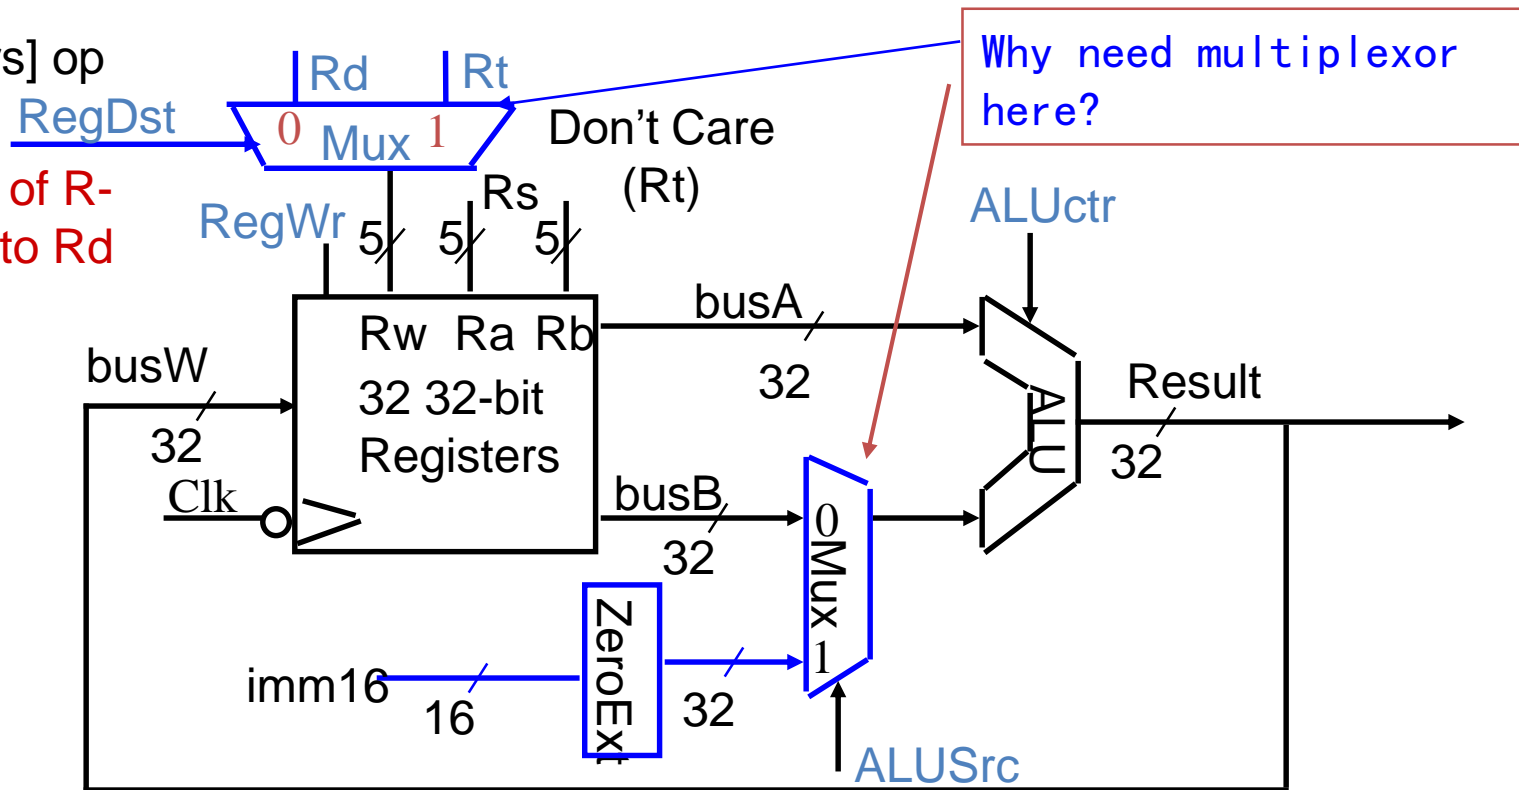 s] op
Rd
Rt
Why need multiplexor
here?
RegDst
0 Mux 1
Don't Care
(Rt)
of R-
to Rd
Rs
RegWr
5
5
5
ALUctr
busA
32
Rw Ra Rb
32 32-bit
Registers
busW
32
Clk
ALU
Result
32
busB
32
0
Mux
1
ZeroExt
imm16
16
32
ALUSrc